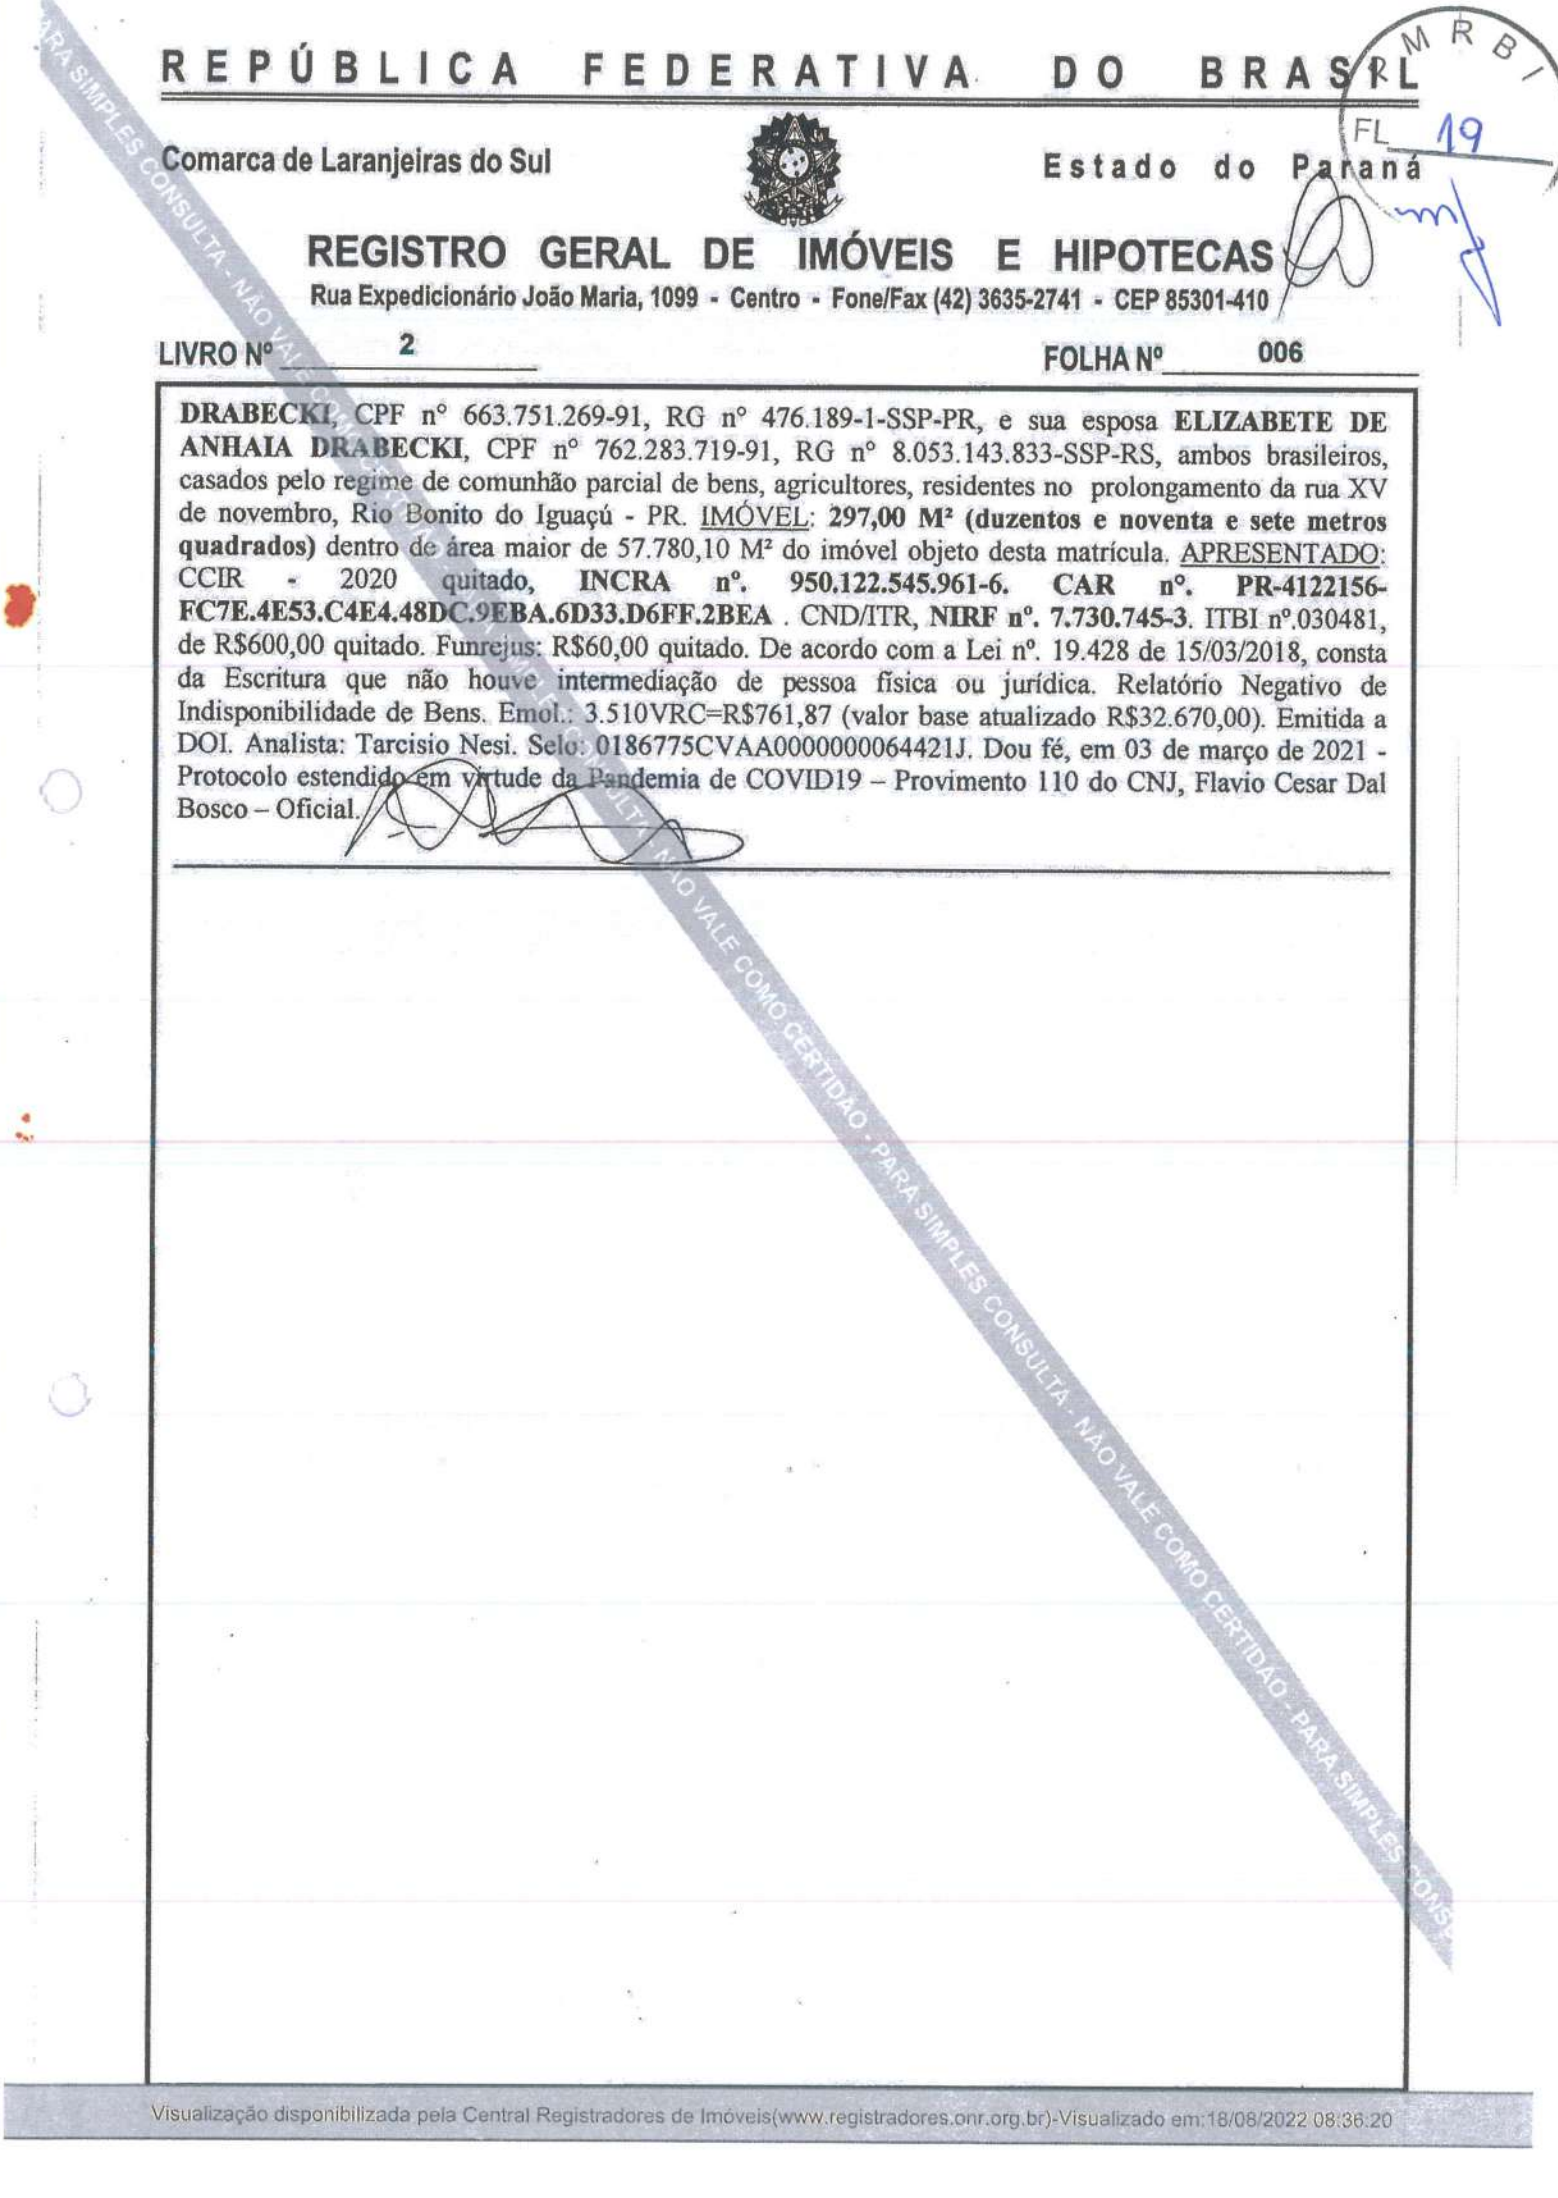 REPÚBLICA FEDERATIVA DO BRASIL
M R B I
FL 19
Comarca de Laranjeiras do Sul
Estado do Paraná
REGISTRO GERAL DE IMÓVEIS E HIPOTECAS
Rua Expedicionário João Maria, 1099 - Centro - Fone/Fax (42) 3635-2741 - CEP 85301-410
LIVRO Nº 2
FOLHA Nº 006
DRABECKI, CPF nº 663.751.269-91, RG nº 476.189-1-SSP-PR, e sua esposa ELIZABETE DE
ANHAIA DRABECKI, CPF nº 762.283.719-91, RG nº 8.053.143.833-SSP-RS, ambos brasileiros,
casados pelo regime de comunhão parcial de bens, agricultores, residentes no prolongamento da rua XV
de novembro, Rio Bonito do Iguaçú - PR. IMÓVEL: 297,00 M² (duzentos e noventa e sete metros
quadrados) dentro de área maior de 57.780,10 M² do imóvel objeto desta matrícula. APRESENTADO:
CCIR - 2020 quitado, INCRA nº. 950.122.545.961-6. CAR nº. PR-4122156-
FC7E.4E53.C4E4.48DC.9EBA.6D33.D6FF.2BEA . CND/ITR, NIRF nº. 7.730.745-3. ITBI nº.030481,
de R$600,00 quitado. Funrejus: R$60,00 quitado. De acordo com a Lei nº. 19.428 de 15/03/2018, consta
da Escritura que não houve intermediação de pessoa física ou jurídica. Relatório Negativo de
Indisponibilidade de Bens. Emol.: 3.510VRC=R$761,87 (valor base atualizado R$32.670,00). Emitida a
DOI. Analista: Tarcisio Nesi. Selo: 0186775CVAA0000000064421J. Dou fé, em 03 de março de 2021 -
Protocolo estendido em virtude da Pandemia de COVID19 – Provimento 110 do CNJ, Flavio Cesar Dal
Bosco – Oficial.
PARA SIMPLES CONSULTA - NÃO VALE COMO CERTIDÃO - PARA SIMPLES CONSULTA - NÃO VALE COMO CERTIDÃO - PARA SIMPLES CONSULTA - NÃO VALE COMO CERTIDÃO - PARA SIMPLES CONSU
Visualização disponibilizada pela Central Registradores de Imóveis(www.registradores.onr.org.br)-Visualizado em:18/08/2022 08:36:20